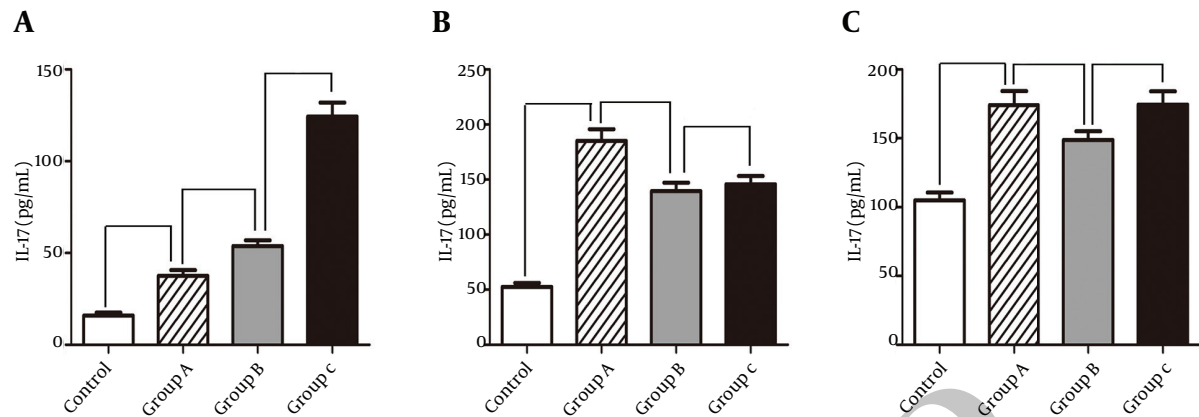 A
B
C
IL-17 (pg/mL)
150
100
50
0
Control
Group A
Group B
Group c
IL-17 (pg/mL)
250
200
150
100
50
0
Control
Group A
Group B
Group c
IL-17 (pg/mL)
200
150
100
50
0
Control
Group A
Group B
Group c